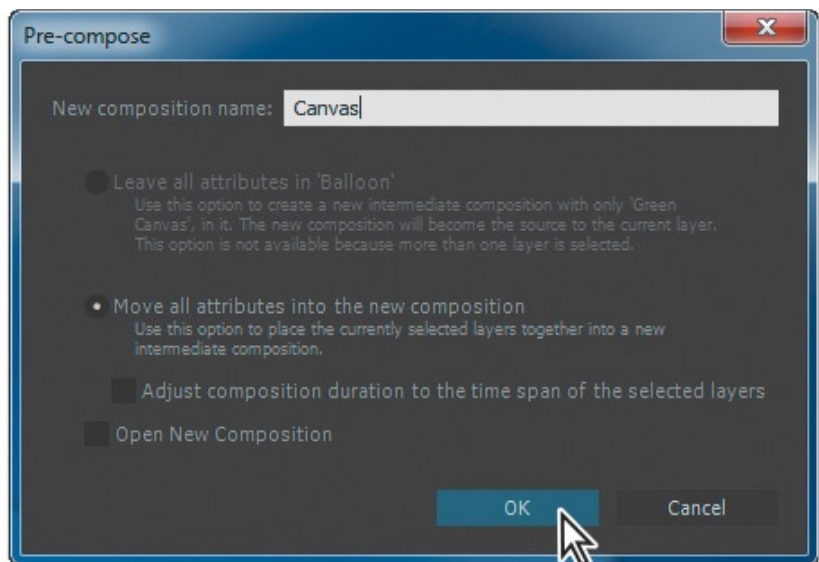 Pre-compose
New composition name: Canvas
Leave all attributes in 'Balloon'
Use this option to create a new intermediate composition with only 'Green
Canvas', in it. The new composition will become the source to the current layer.
This option is not available because more than one layer is selected.
Move all attributes into the new composition
Use this option to place the currently selected layers together into a new
intermediate composition.
Adjust composition duration to the time span of the selected layers
Open New Composition
OK Cancel